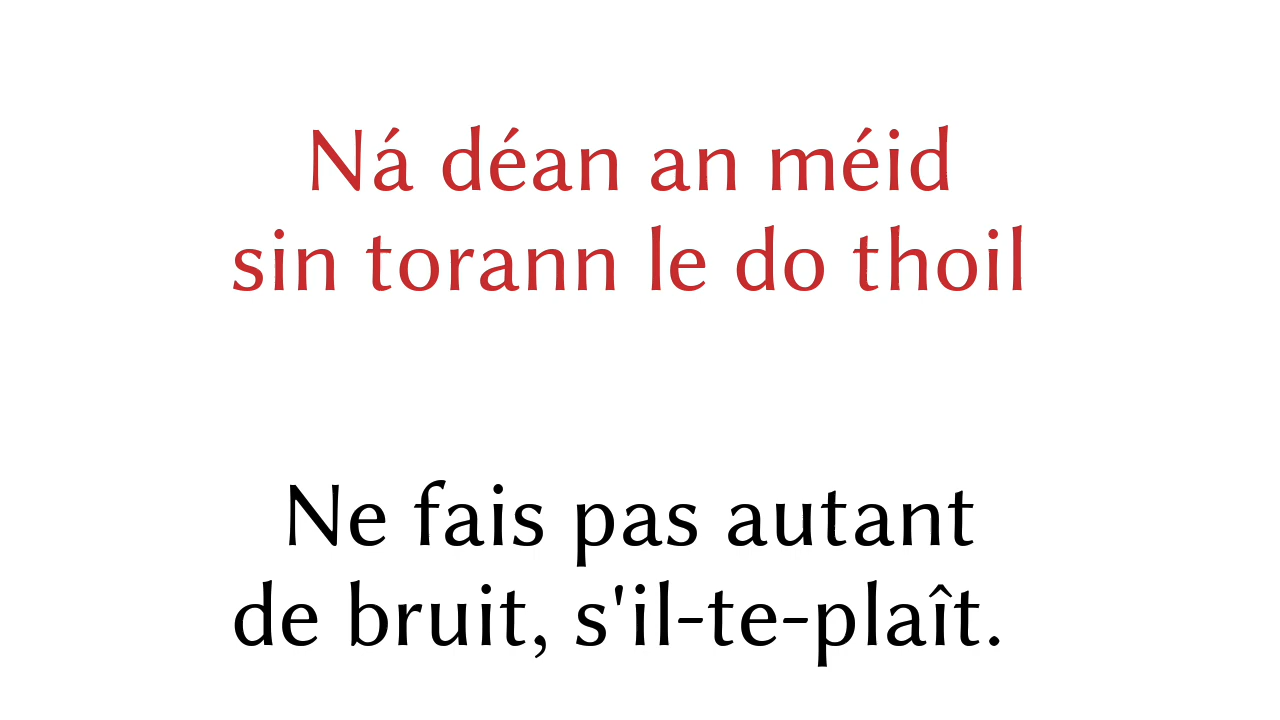 Ná déan an méid
sin torann le do thoil
Ne fais pas autant
de bruit, s'il-te-plaît.